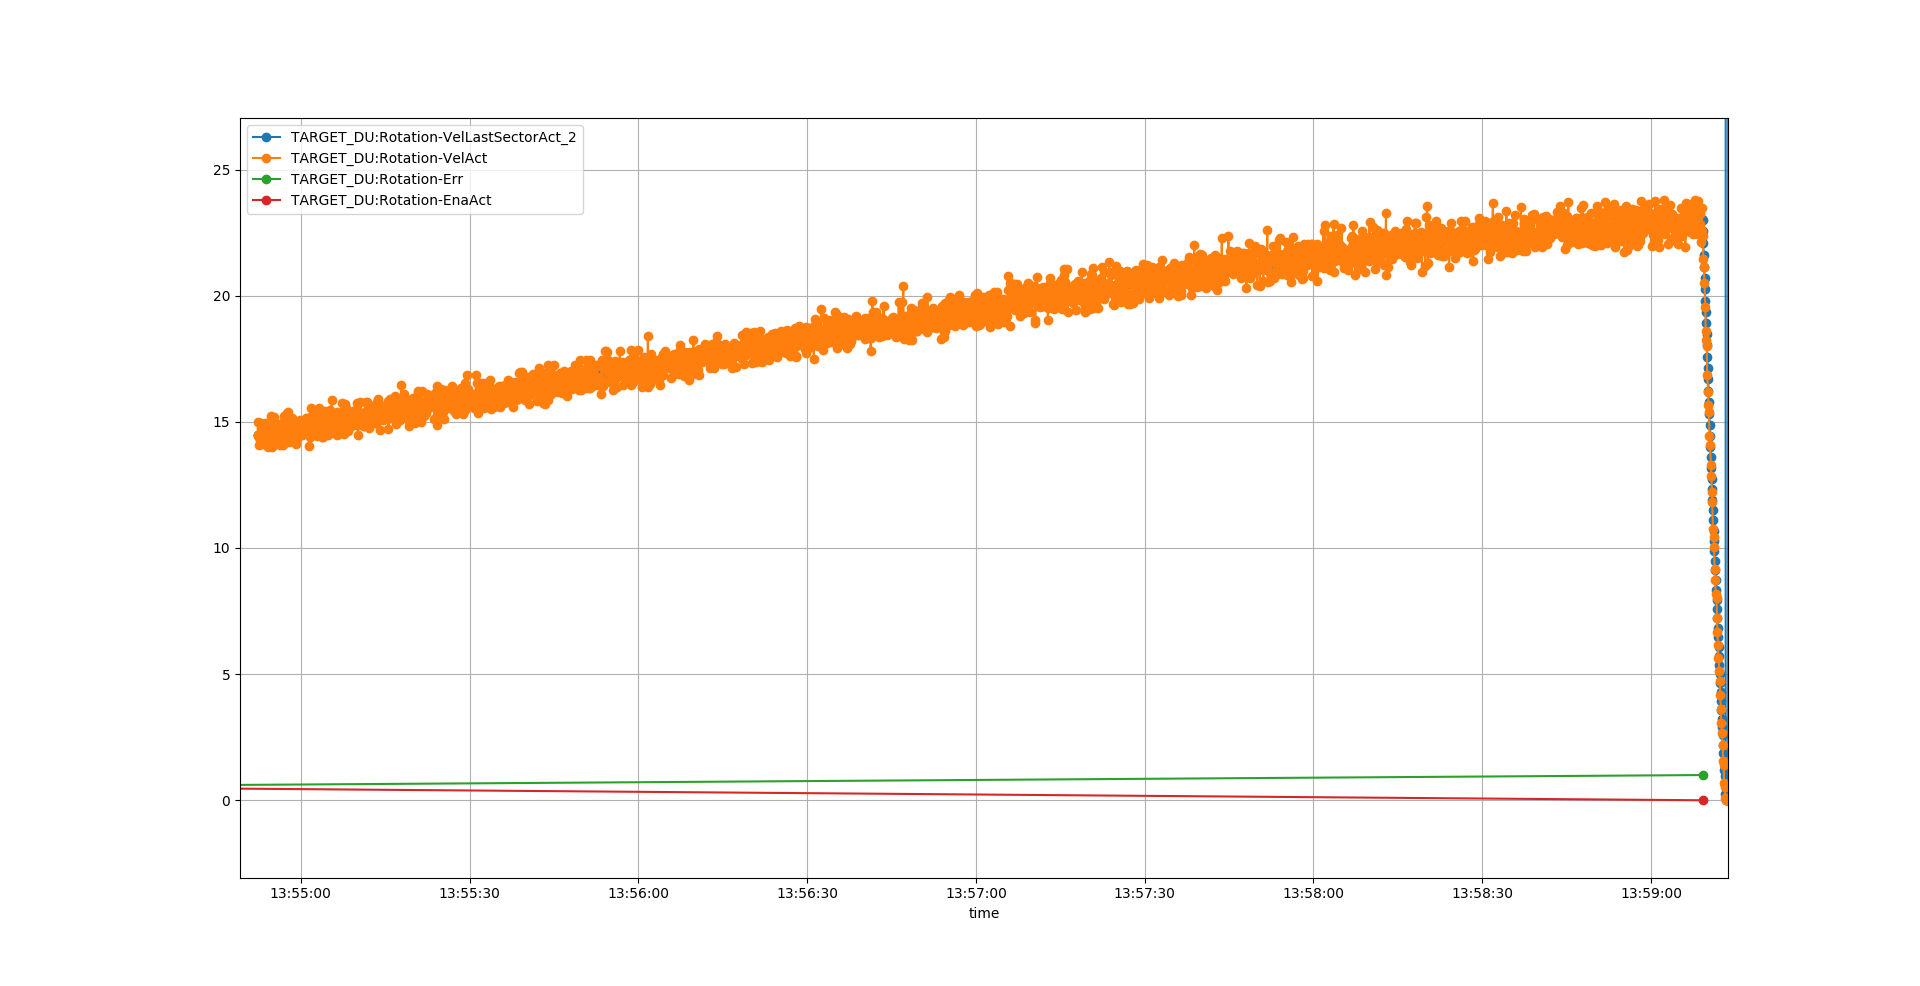 TARGET_DU:Rotation-VelLastSectorAct_2
TARGET_DU:Rotation-VelAct
TARGET_DU:Rotation-Err
TARGET_DU:Rotation-EnaAct
25
20
15
10
5
0
13:55:00 13:55:30 13:56:00 13:56:30 13:57:00 13:57:30 13:58:00 13:58:30 13:59:00
time